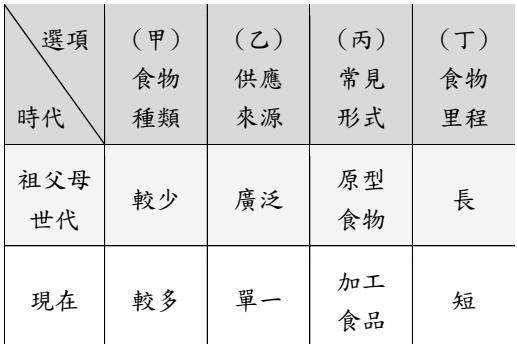 選項
時代
（甲）
食物
種類
（乙）
供應
來源
（丙）
常見
形式
（丁）
食物
里程
祖父母
世代
較少
廣泛
原型
食物
長
現在
較多
單一
加工
食品
短